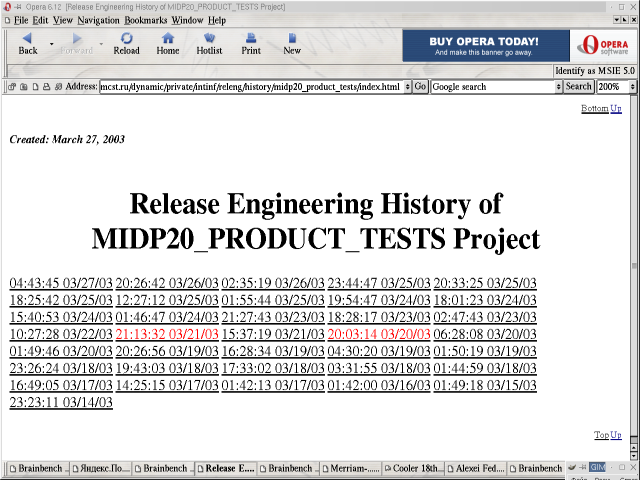 Opera 6.12 [Release Engineering History of MIDP20_PRODUCT_TESTS Project]
File Edit View Navigation Bookmarks Window Help
Back Forward Reload Home Hotlist Print New
BUY OPERA TODAY!
And make this banner go away.
OPERA
software
Identify as MSIE 5.0
Address: mcst.ru/dynamic/private/intinf/releng/history/midp20_product_tests/index.html Go Google search Search 200%
Bottom Up
Created: March 27, 2003
Release Engineering History of
MIDP20_PRODUCT_TESTS Project
04:43:45 03/27/03 20:26:42 03/26/03 02:35:19 03/26/03 23:44:47 03/25/03 20:33:25 03/25/03
18:25:42 03/25/03 12:27:12 03/25/03 01:55:44 03/25/03 19:54:47 03/24/03 18:01:23 03/24/03
15:40:53 03/24/03 01:46:47 03/24/03 21:27:43 03/23/03 18:28:17 03/23/03 02:47:43 03/23/03
10:27:28 03/22/03 21:13:32 03/21/03 15:37:19 03/21/03 20:03:14 03/20/03 06:28:08 03/20/03
01:49:46 03/20/03 20:26:56 03/19/03 16:28:34 03/19/03 04:30:20 03/19/03 01:50:19 03/19/03
23:26:24 03/18/03 19:43:03 03/18/03 17:33:02 03/18/03 03:31:55 03/18/03 01:44:59 03/18/03
16:49:05 03/17/03 14:25:15 03/17/03 01:42:13 03/17/03 01:42:00 03/16/03 01:49:18 03/15/03
23:23:11 03/14/03
Top Up
Brainbench ... Яндекс.По.... Brainbench ... Release E.... Brainbench ... Merriam-...... Cooler 18th... Alexei Fed.... Brainbench GIM